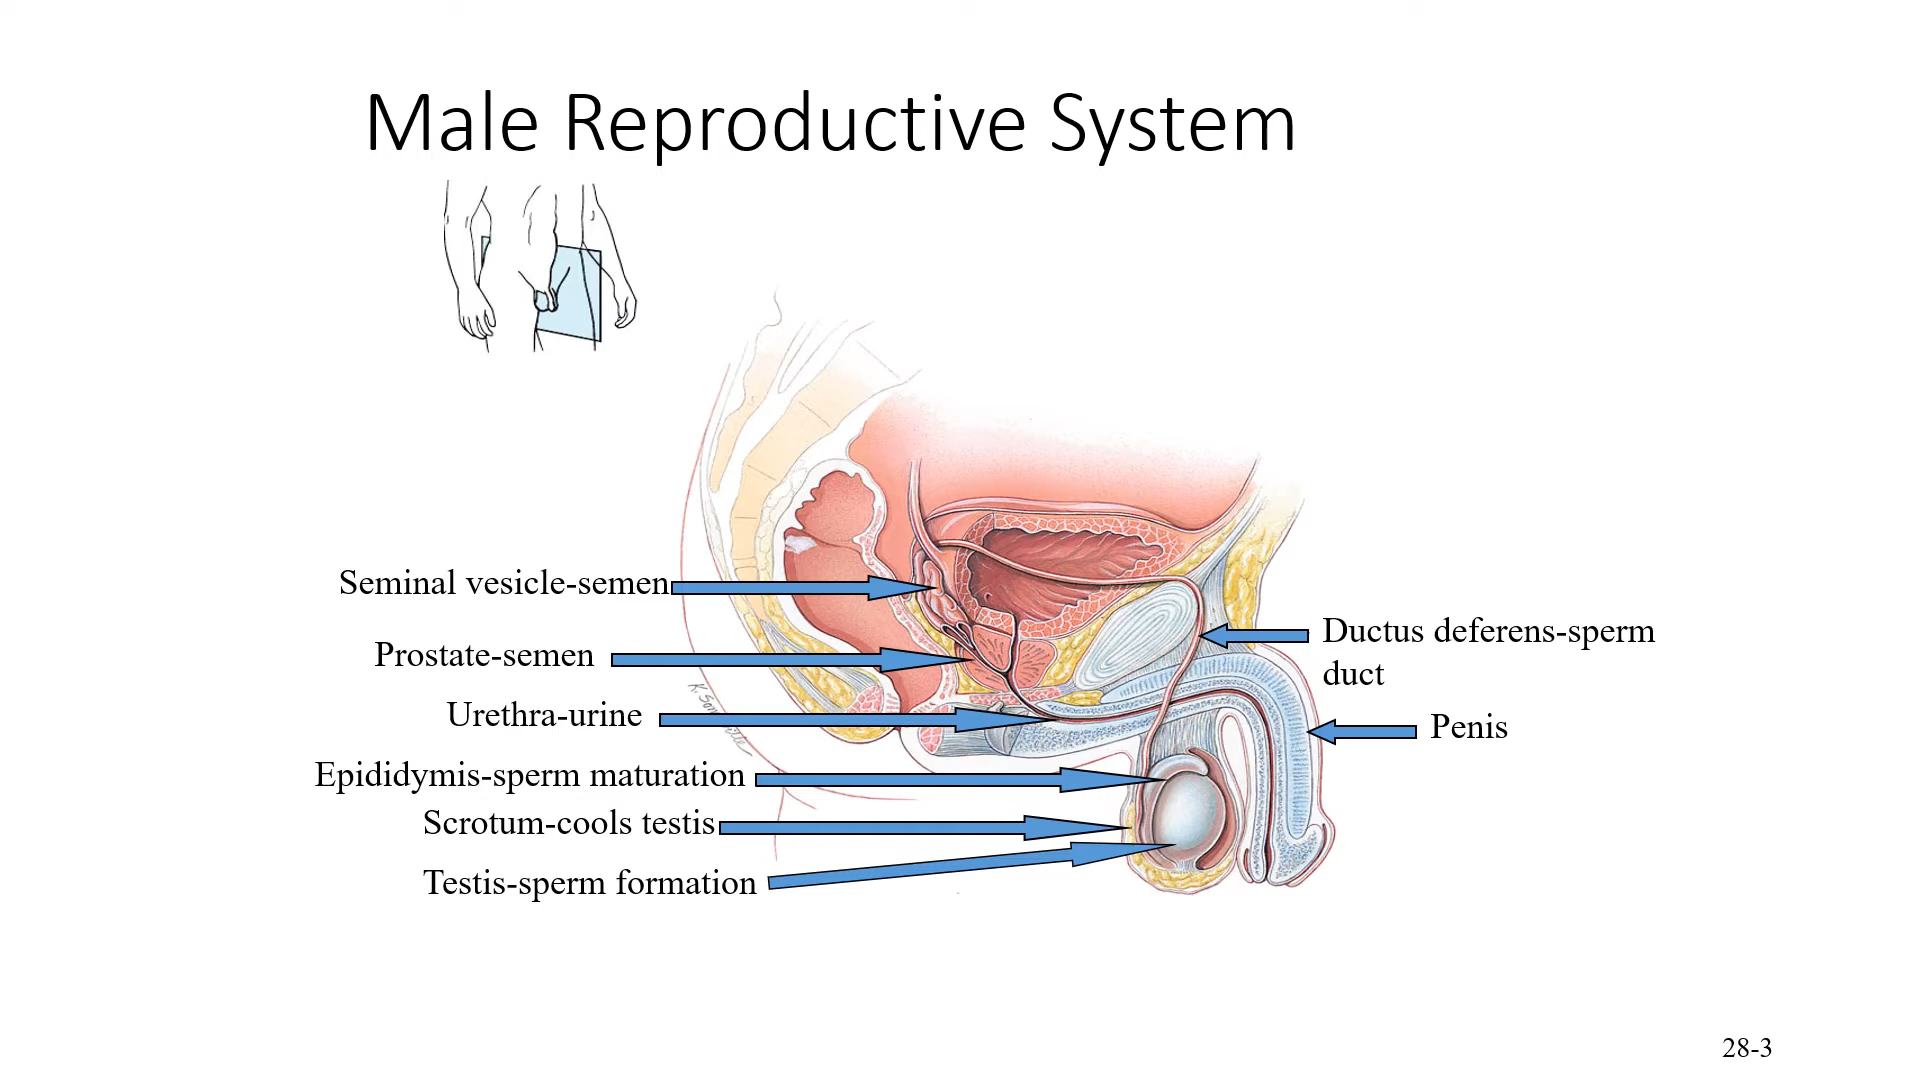 Male Reproductive System
Seminal vesicle-semen
Prostate-semen
Urethra-urine
Epididymis-sperm maturation
Scrotum-cools testis
Testis-sperm formation
Ductus deferens-sperm
duct
Penis
28-3